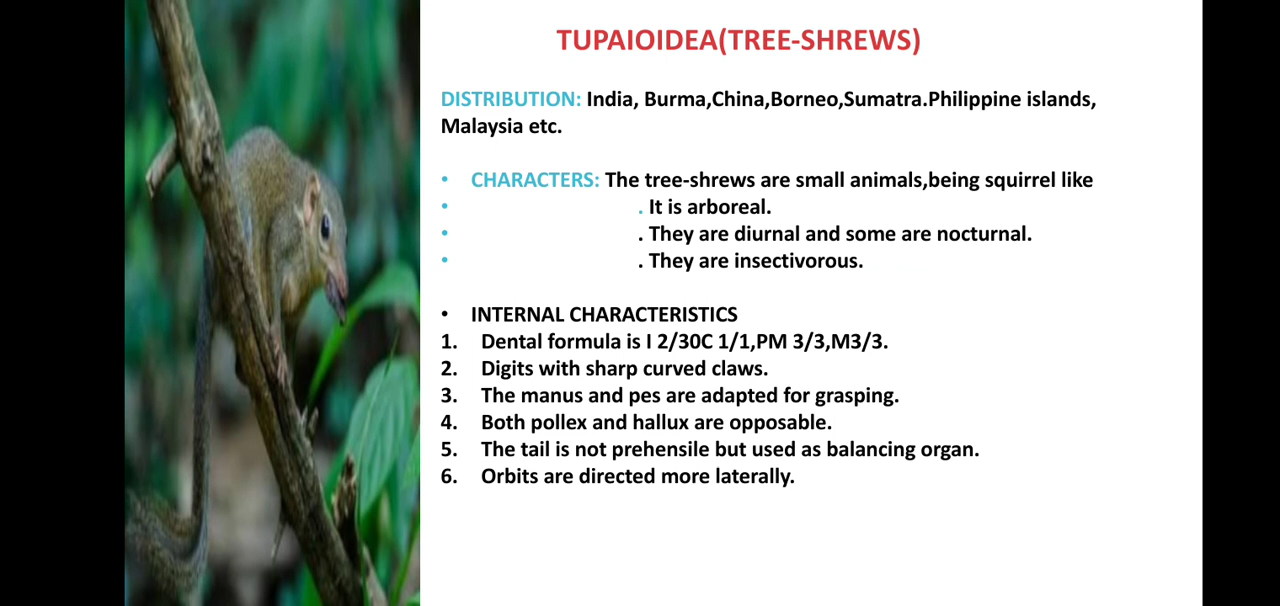 TUPAIOIDEA(TREE-SHREWS)
DISTRIBUTION: India, Burma,China,Borneo,Sumatra.Philippine islands,
Malaysia etc.
• CHARACTERS: The tree-shrews are small animals,being squirrel like
• . It is arboreal.
• . They are diurnal and some are nocturnal.
• . They are insectivorous.
• INTERNAL CHARACTERISTICS
1. Dental formula is I 2/30C 1/1,PM 3/3,M3/3.
2. Digits with sharp curved claws.
3. The manus and pes are adapted for grasping.
4. Both pollex and hallux are opposable.
5. The tail is not prehensile but used as balancing organ.
6. Orbits are directed more laterally.